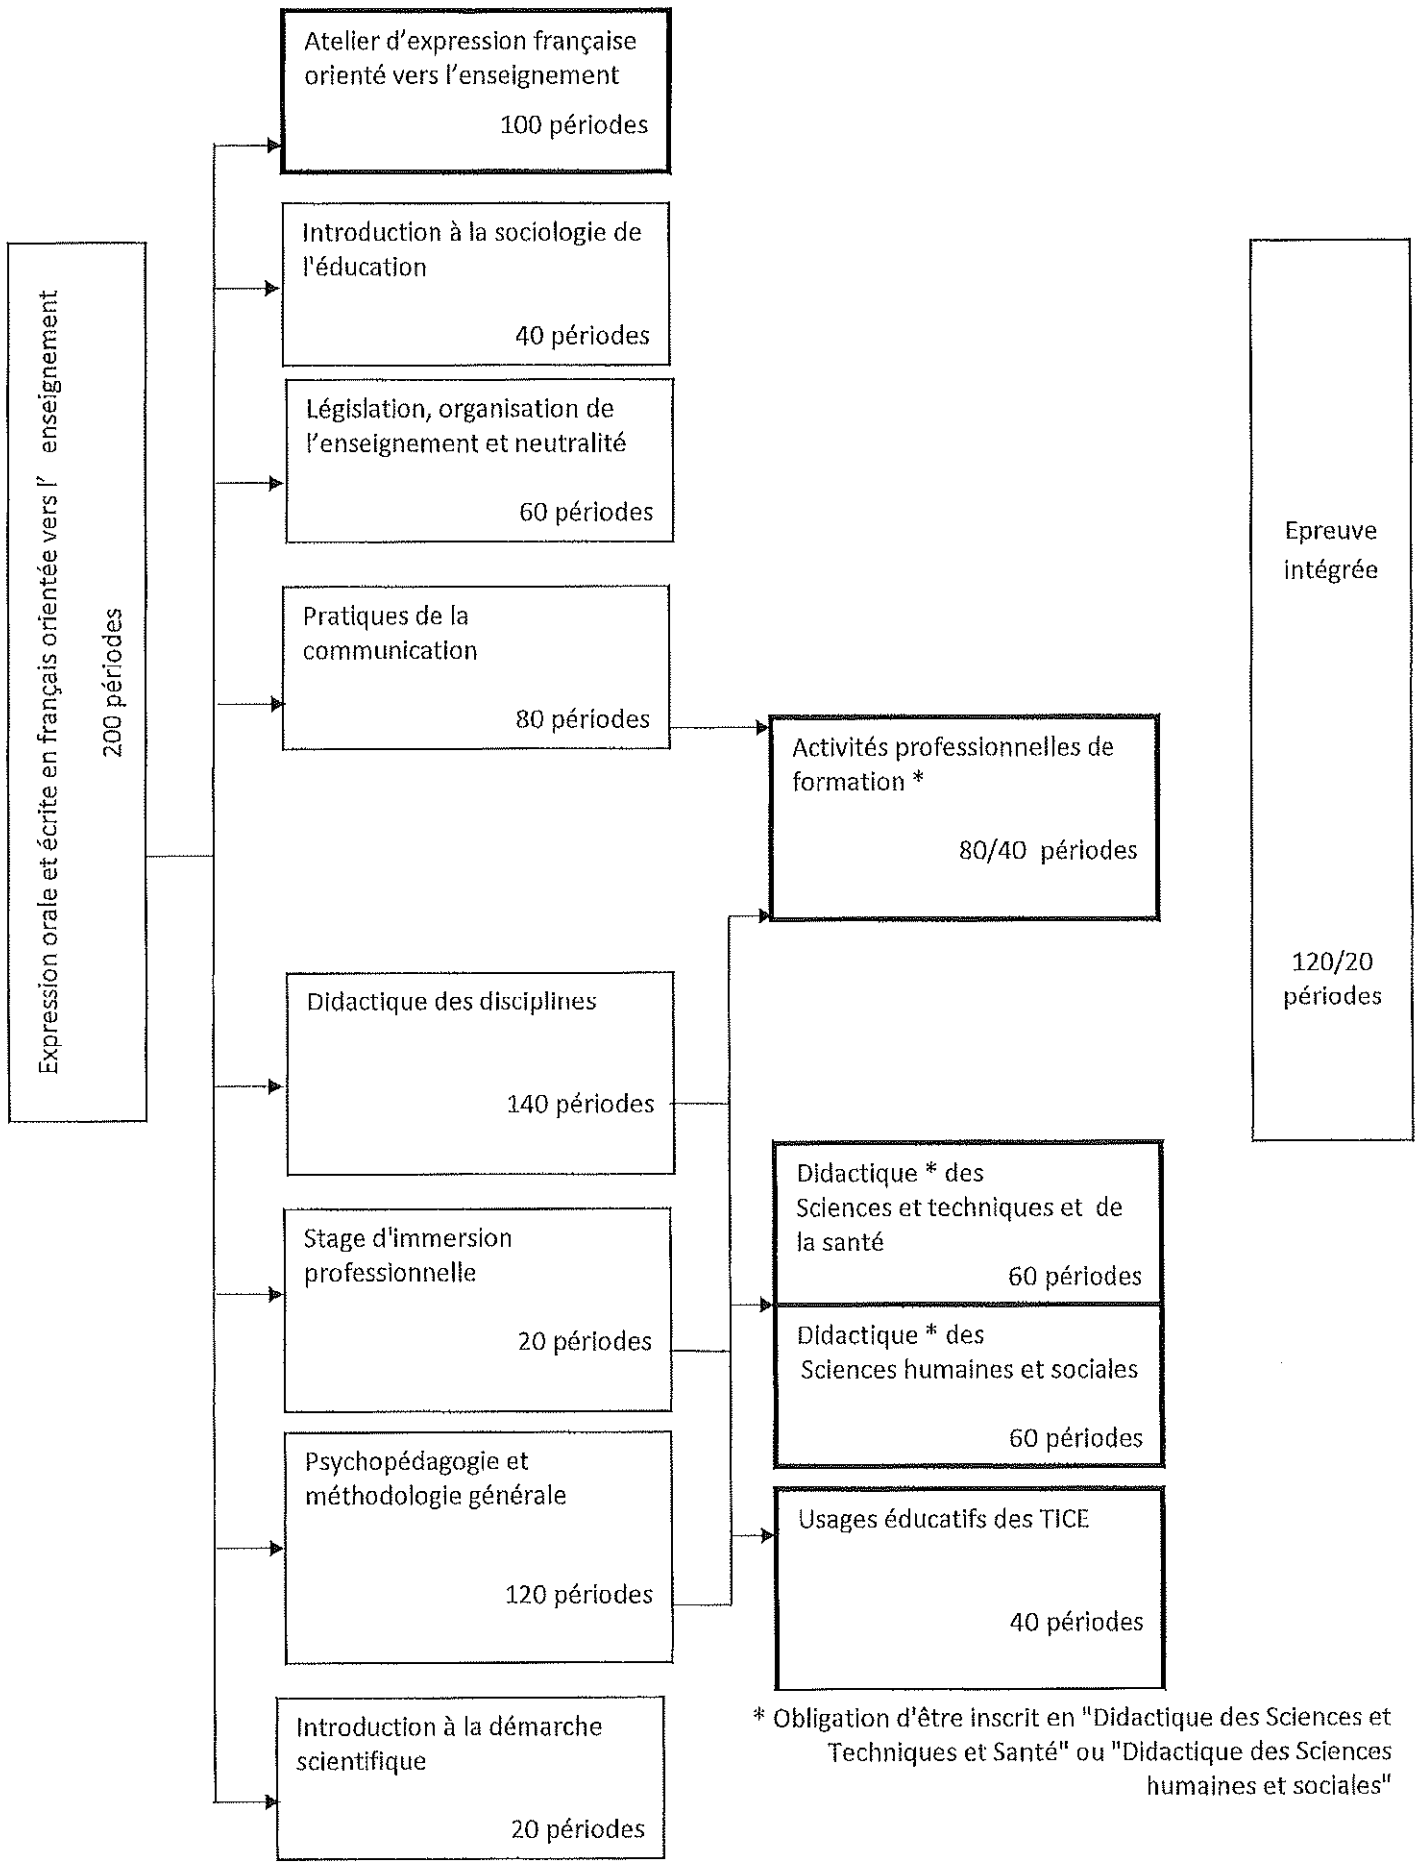 Expression orale et écrite en français orientée vers l' enseignement
200 périodes
Atelier d'expression française
orienté vers l'enseignement
100 périodes
Introduction à la sociologie de
l'éducation
40 périodes
Législation, organisation de
l'enseignement et neutralité
60 périodes
Pratiques de la
communication
80 périodes
Didactique des disciplines
140 périodes
Stage d'immersion
professionnelle
20 périodes
Psychopédagogie et
méthodologie générale
120 périodes
Introduction à la démarche
scientifique
20 périodes
Activités professionnelles de
formation *
80/40 périodes
Didactique * des
Sciences et techniques et de
la santé
60 périodes
Didactique * des
Sciences humaines et sociales
60 périodes
Usages éducatifs des TICE
40 périodes
* Obligation d'être inscrit en "Didactique des Sciences et
Techniques et Santé" ou "Didactique des Sciences
humaines et sociales"
Epreuve
intégrée
120/20
périodes